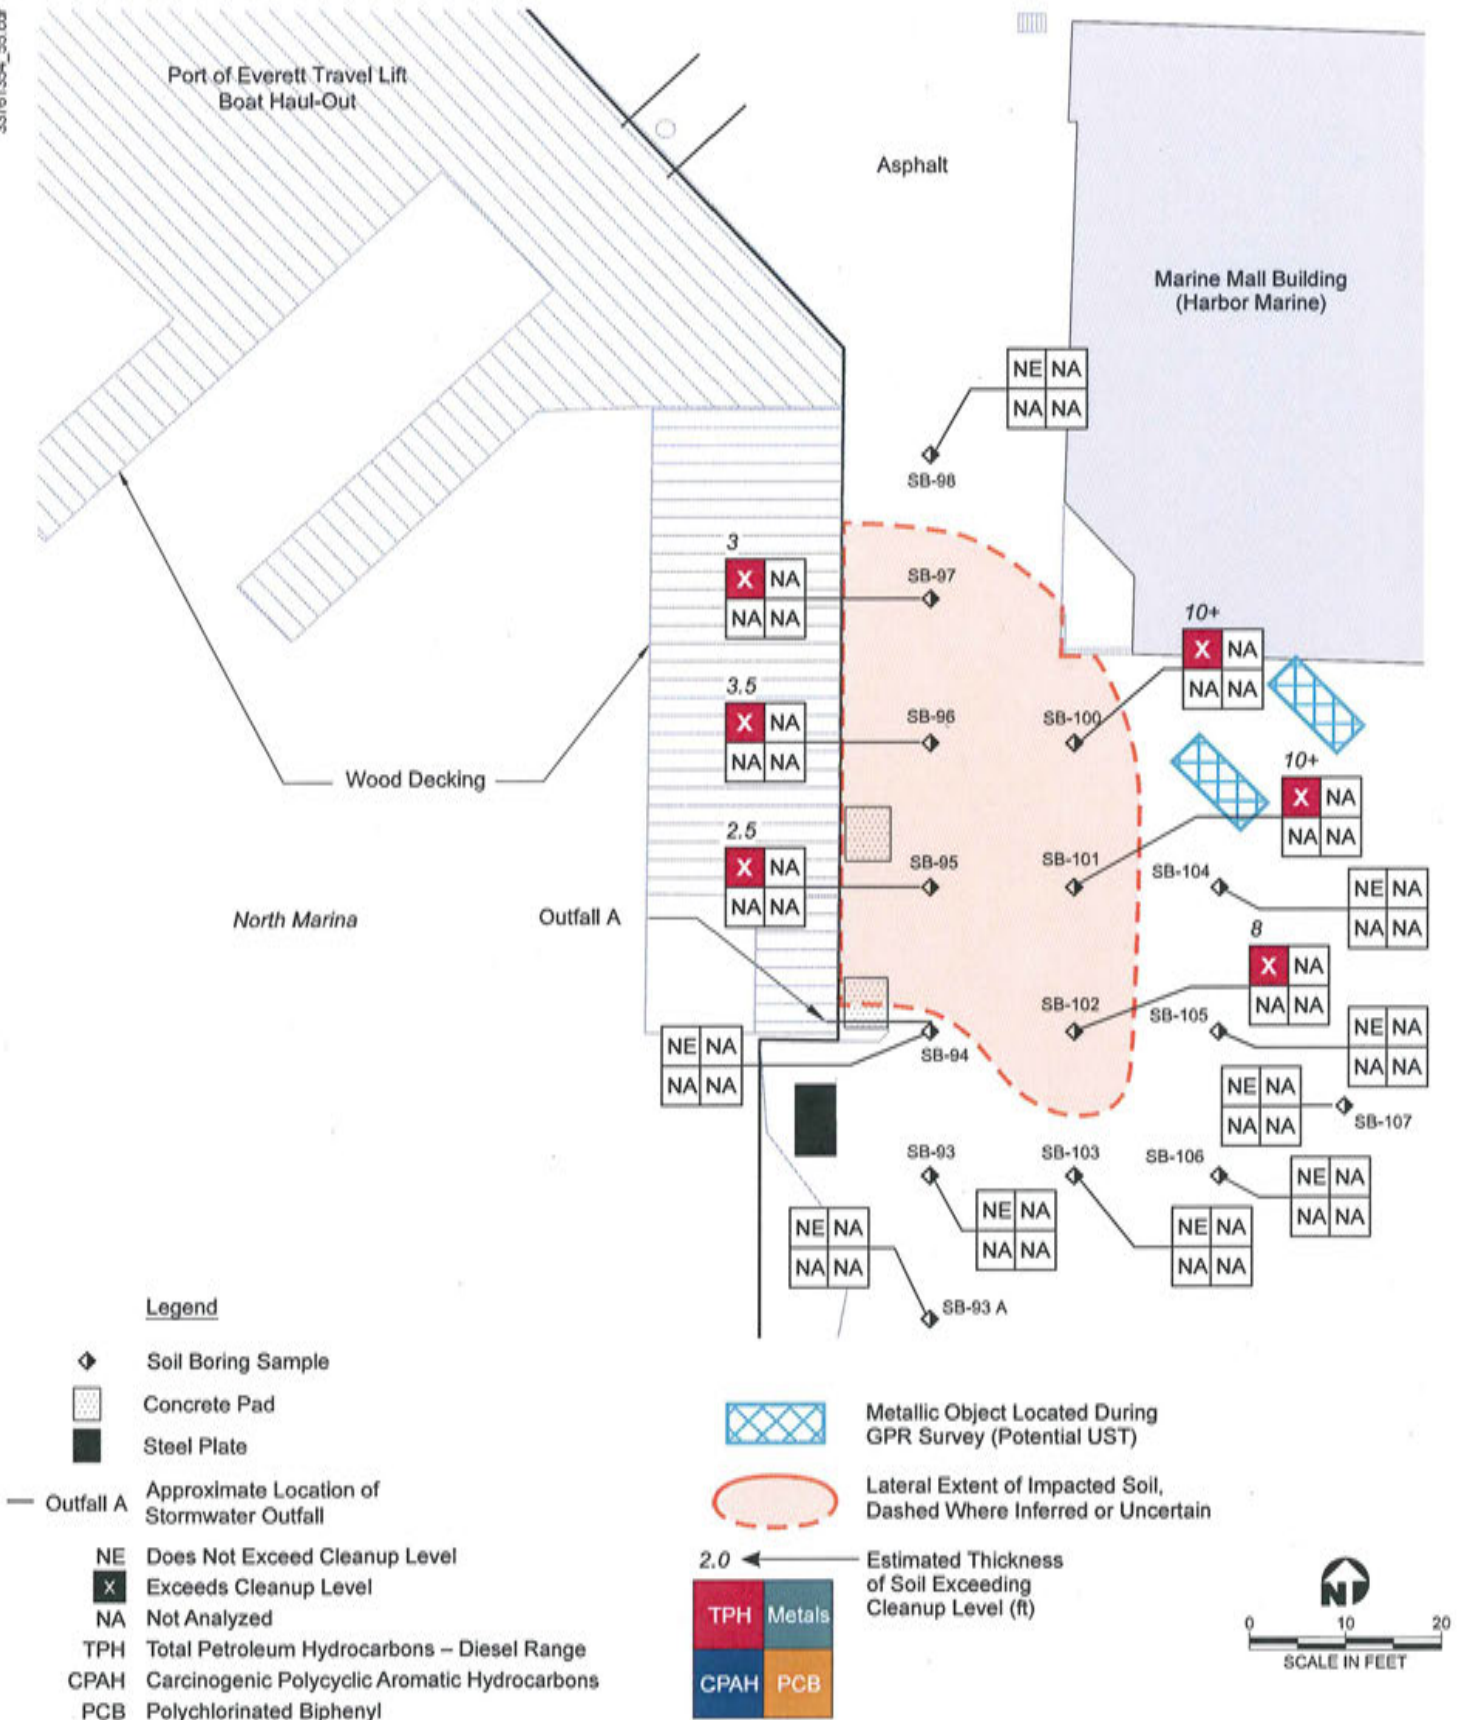 Port of Everett Travel Lift
Boat Haul-Out
Asphalt
Marine Mall Building
(Harbor Marine)
NE NA
NA NA
SB-98
3
X NA
NA NA
SB-97
10+
X NA
NA NA
3.5
X NA
NA NA
SB-96
SB-100
Wood Decking
10+
X NA
NA NA
2.5
X NA
NA NA
SB-95
SB-101
SB-104
NE NA
NA NA
North Marina
Outfall A
8
X NA
NA NA
SB-102
SB-105
NE NA
NA NA
NE NA
NA NA
SB-94
NE NA
NA NA
SB-107
SB-93
SB-103
SB-106
NE NA
NA NA
NE NA
NA NA
NE NA
NA NA
NE NA
NA NA
SB-93 A
Legend
Soil Boring Sample
Concrete Pad
Steel Plate
Outfall A Approximate Location of
Stormwater Outfall
NE Does Not Exceed Cleanup Level
X Exceeds Cleanup Level
NA Not Analyzed
TPH Total Petroleum Hydrocarbons – Diesel Range
CPAH Carcinogenic Polycyclic Aromatic Hydrocarbons
PCB Polychlorinated Biphenyl
Metallic Object Located During
GPR Survey (Potential UST)
Lateral Extent of Impacted Soil,
Dashed Where Inferred or Uncertain
2.0 Estimated Thickness
of Soil Exceeding
Cleanup Level (ft)
TPH Metals
CPAH PCB
N
0 10 20
SCALE IN FEET